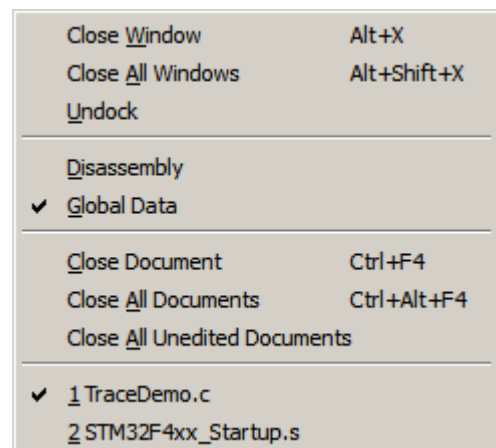 Close Window Alt+X
Close All Windows Alt+Shift+X
Undock
Disassembly
Global Data
Close Document Ctrl+F4
Close All Documents Ctrl+Alt+F4
Close All Unedited Documents
1 TraceDemo.c
2 STM32F4xx_Startup.s